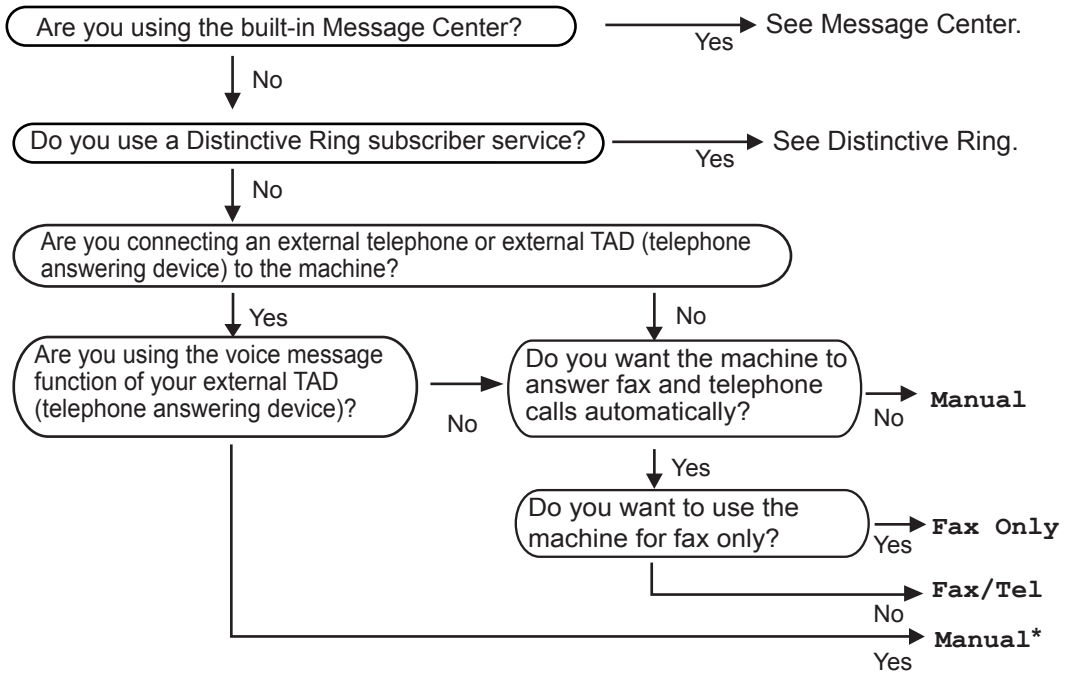 Are you using the built-in Message Center?
Yes
See Message Center.
No
Do you use a Distinctive Ring subscriber service?
Yes
See Distinctive Ring.
No
Are you connecting an external telephone or external TAD (telephone
answering device) to the machine?
Yes
No
Are you using the voice message
function of your external TAD
(telephone answering device)?
No
Do you want the machine to
answer fax and telephone
calls automatically?
No
Manual
Yes
Do you want to use the
machine for fax only?
Yes
Fax Only
No
Fax/Tel
Yes
Manual*